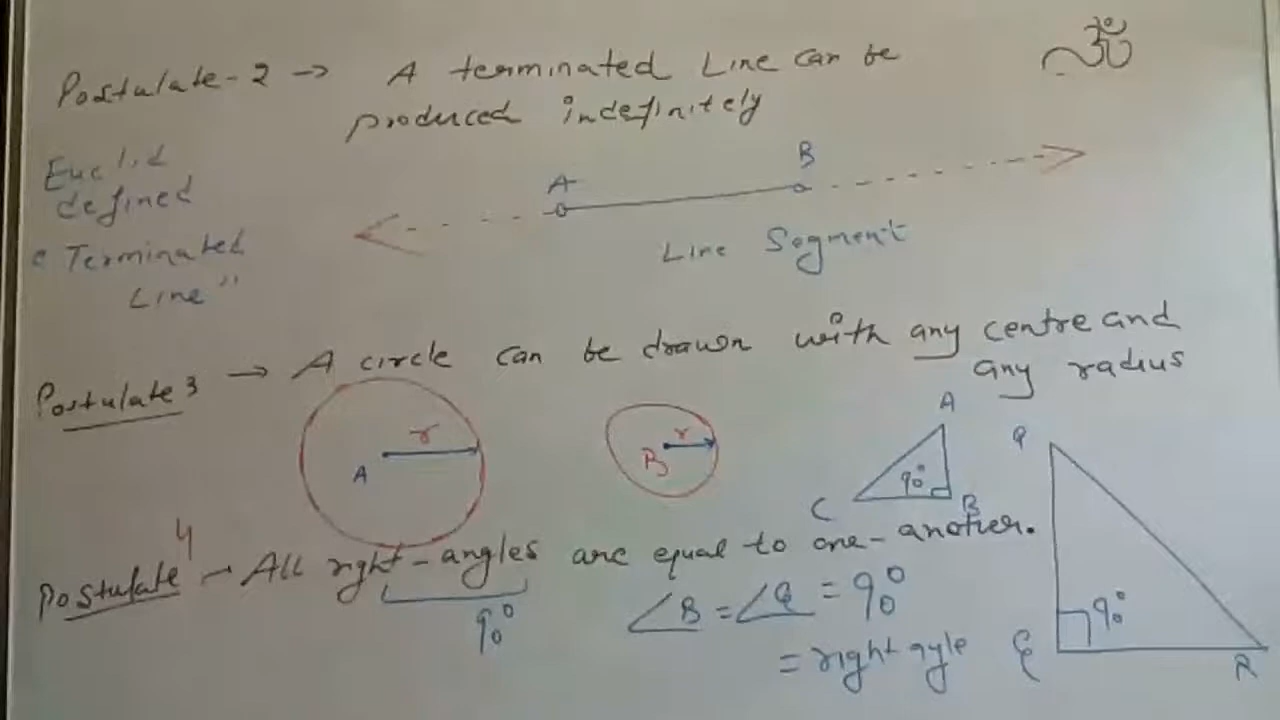 ॐ
Postulate-2 → A terminated Line can be
produced indefinitely
Euclid
defined
"Terminated
Line"
A B
Line Segment
Postulate 3 → A circle can be drawn with any centre and
any radius
A r
B r
A
90°
C B
Postulate 4 → All right-angles are equal to one-another.
90°
∠B = ∠Q = 90°
= right angle
90°
R